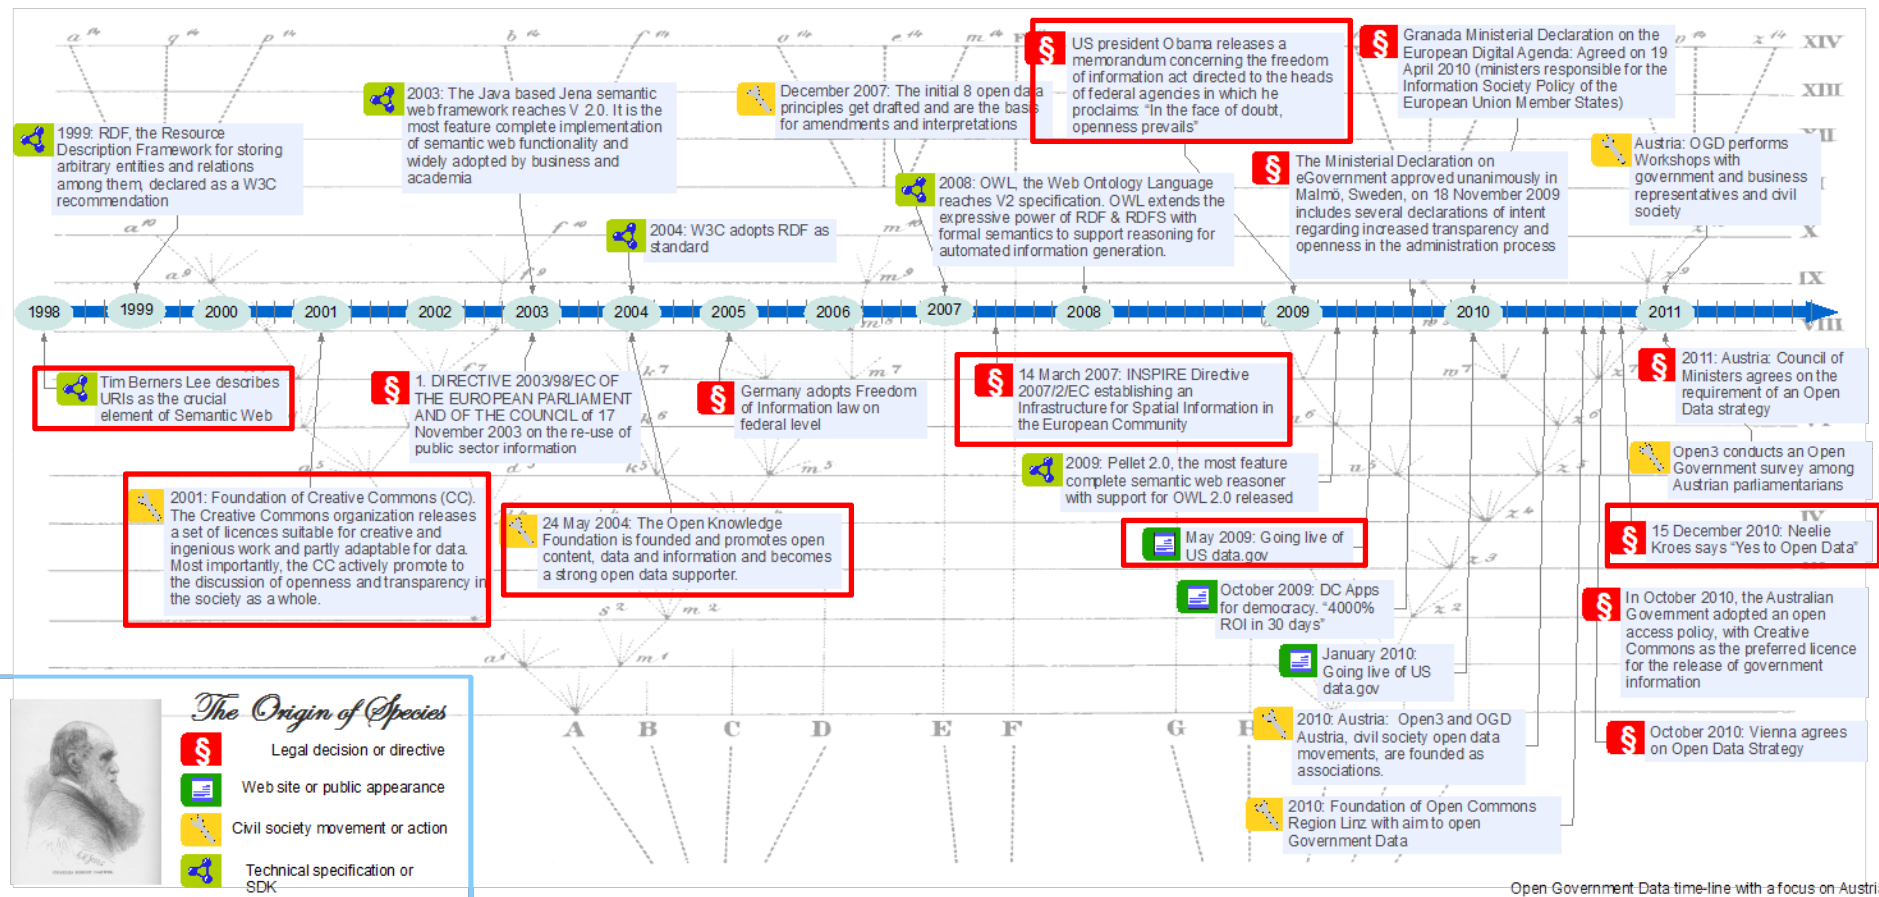 US president Obama releases a
memorandum concerning the freedom
of information act directed to the heads
of federal agencies in which he
proclaims: “In the face of doubt,
openness prevails”
Granada Ministerial Declaration on the
European Digital Agenda: Agreed on 19
April 2010 (ministers responsible for the
Information Society Policy of the
European Union Member States)
XIV
XIII
XII
2003: The Java based Jena semantic
web framework reaches V 2.0. It is the
most feature complete implementation
of semantic web functionality and
widely adopted by business and
academia
December 2007: The initial 8 open data
principles get drafted and are the basis
for amendments and interpretations
1999: RDF, the Resource
Description Framework for storing
arbitrary entities and relations
among them, declared as a W3C
recommendation
2008: OWL, the Web Ontology Language
reaches V2 specification. OWL extends the
expressive power of RDF & RDFS with
formal semantics to support reasoning for
automated information generation.
The Ministerial Declaration on
eGovernment approved unanimously in
Malmö, Sweden, on 18 November 2009
includes several declarations of intent
regarding increased transparency and
openness in the administration process
Austria: OGD performs
Workshops with
government and business
representatives and civil
society
2004: W3C adopts RDF as
standard
X
IX
1998 1999 2000 2001 2002 2003 2004 2005 2006 2007 2008 2009 2010 2011
VIII
Tim Berners Lee describes
URIs as the crucial
element of Semantic Web
1. DIRECTIVE 2003/98/EC OF
THE EUROPEAN PARLIAMENT
AND OF THE COUNCIL of 17
November 2003 on the re-use of
public sector information
Germany adopts Freedom
of Information law on
federal level
14 March 2007: INSPIRE Directive
2007/2/EC establishing an
Infrastructure for Spatial Information in
the European Community
2011: Austria: Council of
Ministers agrees on the
requirement of an Open
Data strategy
2009: Pellet 2.0, the most feature
complete semantic web reasoner
with support for OWL 2.0 released
Open3 conducts an Open
Government survey among
Austrian parliamentarians
2001: Foundation of Creative Commons (CC).
The Creative Commons organization releases
a set of licences suitable for creative and
ingenious work and partly adaptable for data.
Most importantly, the CC actively promote to
the discussion of openness and transparency in
the society as a whole.
24 May 2004: The Open Knowledge
Foundation is founded and promotes open
content, data and information and becomes
a strong open data supporter.
May 2009: Going live of
US data.gov
15 December 2010: Neelie
Kroes says “Yes to Open Data”
October 2009: DC Apps
for democracy. “4000%
ROI in 30 days”
In October 2010, the Australian
Government adopted an open
access policy, with Creative
Commons as the preferred licence
for the release of government
information
January 2010:
Going live of US
data.gov
2010: Austria: Open3 and OGD
Austria, civil society open data
movements, are founded as
associations.
October 2010: Vienna agrees
on Open Data Strategy
2010: Foundation of Open Commons
Region Linz with aim to open
Government Data
A B C D E F G H
The Origin of Species
§ Legal decision or directive
Web site or public appearance
Civil society movement or action
Technical specification or
SDK
Open Government Data time-line with a focus on Austri